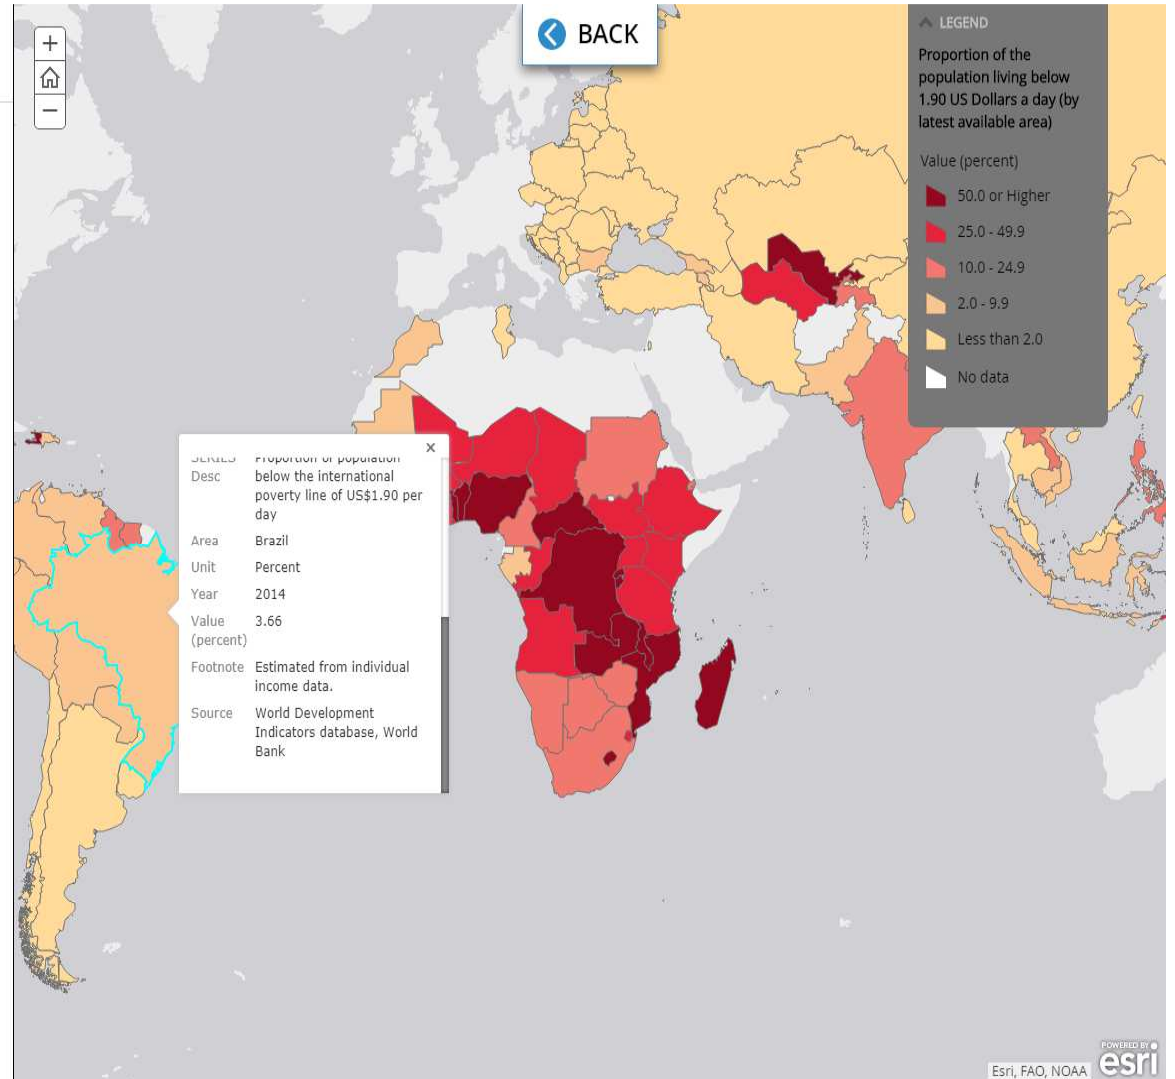 +
−
BACK
LEGEND
Proportion of the
population living below
1.90 US Dollars a day (by
latest available area)
Value (percent)
50.0 or Higher
25.0 - 49.9
10.0 - 24.9
2.0 - 9.9
Less than 2.0
No data
x
SERIES Proportion of population
Desc below the international
poverty line of US$1.90 per
day
Area Brazil
Unit Percent
Year 2014
Value 3.66
(percent)
Footnote Estimated from individual
income data.
Source World Development
Indicators database, World
Bank
Esri, FAO, NOAA
POWERED BY
esri